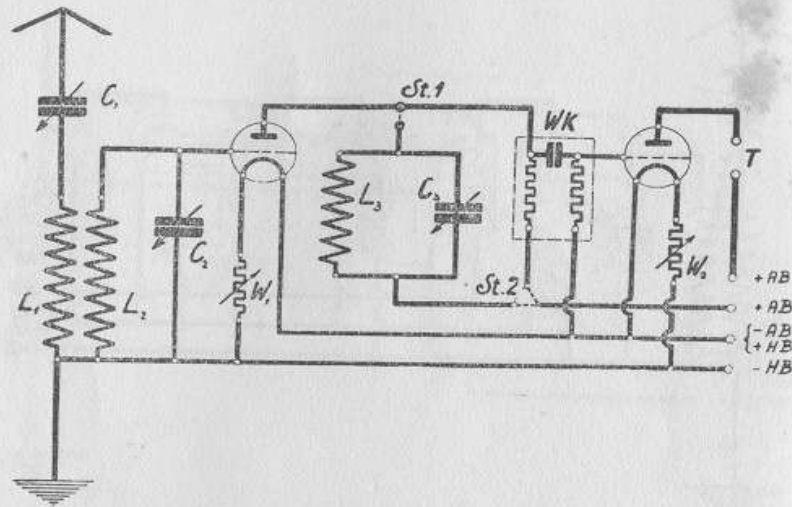 C₁
St.1
WK
T
L₃
C₃
C₂
L₁
L₂
W₁
W₂
St.2
+AB
+AB
-AB
+HB
-HB